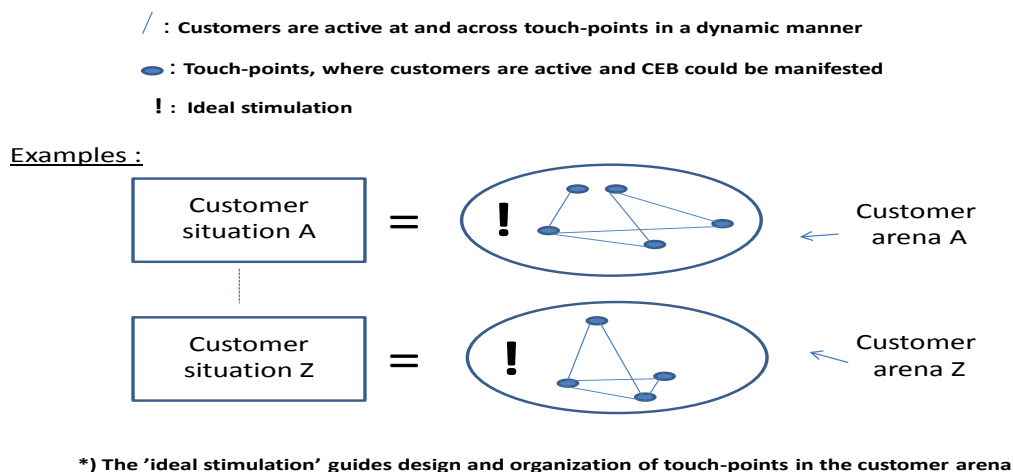 / : Customers are active at and across touch-points in a dynamic manner
: Touch-points, where customers are active and CEB could be manifested
! : Ideal stimulation
Examples :
Customer
situation A
=
!
Customer
arena A
Customer
situation Z
=
!
Customer
arena Z
*) The ’ideal stimulation’ guides design and organization of touch-points in the customer arena